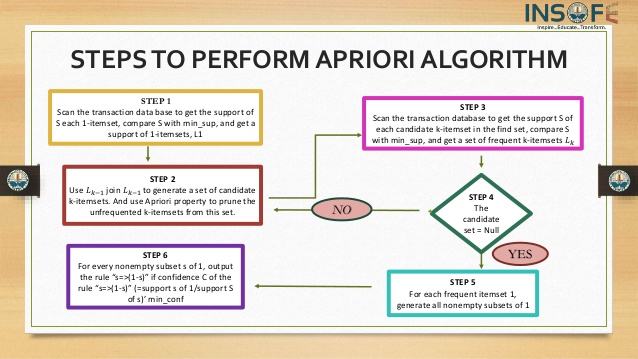 INSOFE
Inspire...Educate...Transform.
STEPS TO PERFORM APRIORI ALGORITHM
STEP 1
Scan the transaction data base to get the support of
S each 1-itemset, compare S with min_sup, and get a
support of 1-itemsets, L1
STEP 2
Use L_{k−1} join L_{k−1} to generate a set of candidate
k-itemsets. And use Apriori property to prune the
unfrequented k-itemsets from this set.
STEP 3
Scan the transaction database to get the support S of
each candidate k-itemset in the find set, compare S
with min_sup, and get a set of frequent k-itemsets L_k
STEP 4
The
candidate
set = Null
NO
YES
STEP 5
For each frequent itemset 1,
generate all nonempty subsets of 1
STEP 6
For every nonempty subset s of 1, output
the rule “s=>(1-s)” if confidence C of the
rule “s=>(1-s)” (=support s of 1/support S
of s)’ min_conf